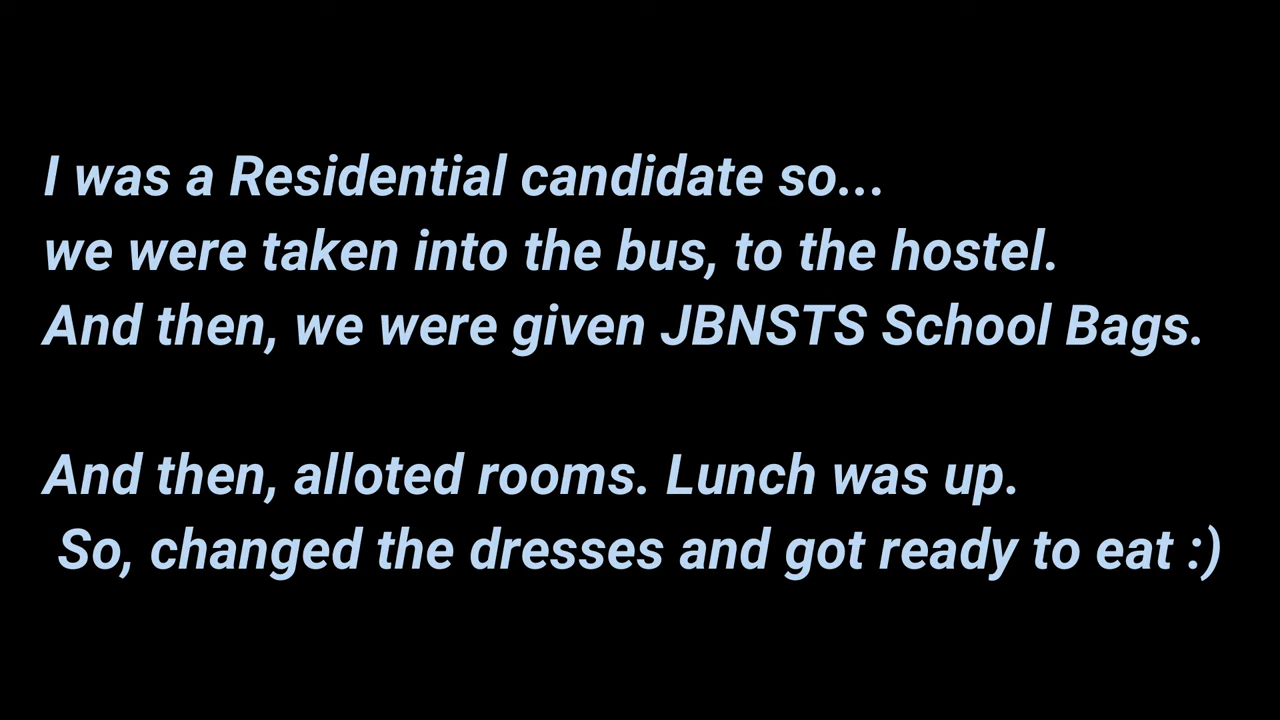 I was a Residential candidate so...
we were taken into the bus, to the hostel.
And then, we were given JBNSTS School Bags.
And then, alloted rooms. Lunch was up.
So, changed the dresses and got ready to eat :)